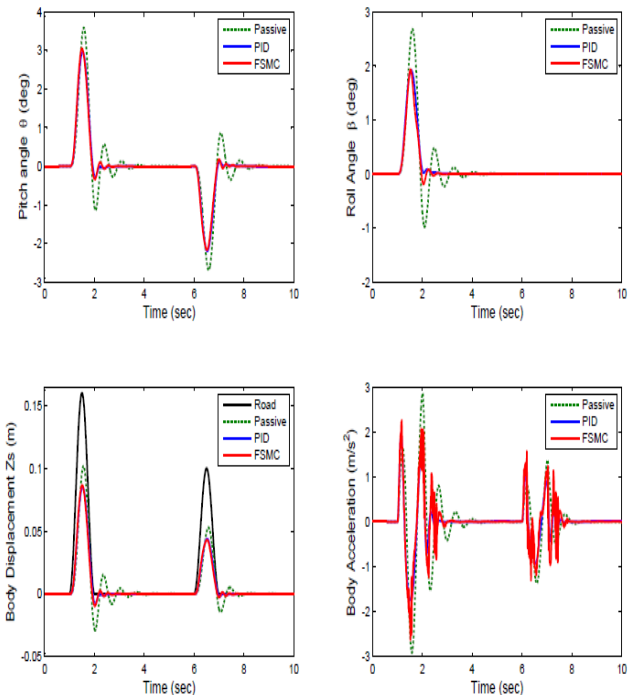 4
3
2
1
0
-1
-2
-3
0 2 4 6 8 10
Pitch angle θ (deg)
Time (sec)
Passive
PID
FSMC
3
2
1
0
-1
-2
0 2 4 6 8 10
Roll Angle β (deg)
Time (sec)
Passive
PID
FSMC
0.15
0.1
0.05
0
-0.05
0 2 4 6 8 10
Body Displacement Zs (m)
Time (sec)
Road
Passive
PID
FSMC
3
2
1
0
-1
-2
-3
0 2 4 6 8 10
Body Acceleration (m/s²)
Time (sec)
Passive
PID
FSMC